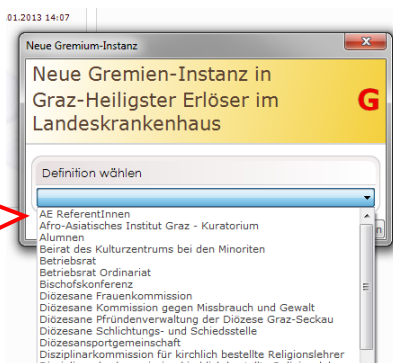 01.2013 14:07
Neue Gremium-Instanz
Neue Gremien-Instanz in
Graz-Heiligster Erlöser im
Landeskrankenhaus
G
Definition wählen
AE ReferentInnen
Afro-Asiatisches Institut Graz - Kuratorium
Alumnen
Beirat des Kulturzentrums bei den Minoriten
Betriebsrat
Betriebsrat Ordinariat
Bischofskonferenz
Diözesane Frauenkommission
Diözesane Kommission gegen Missbrauch und Gewalt
Diözesane Pfründenverwaltung der Diözese Graz-Seckau
Diözesane Schlichtungs- und Schiedsstelle
Diözesansportgemeinschaft
Disziplinarkommission für kirchlich bestellte Religionslehrer